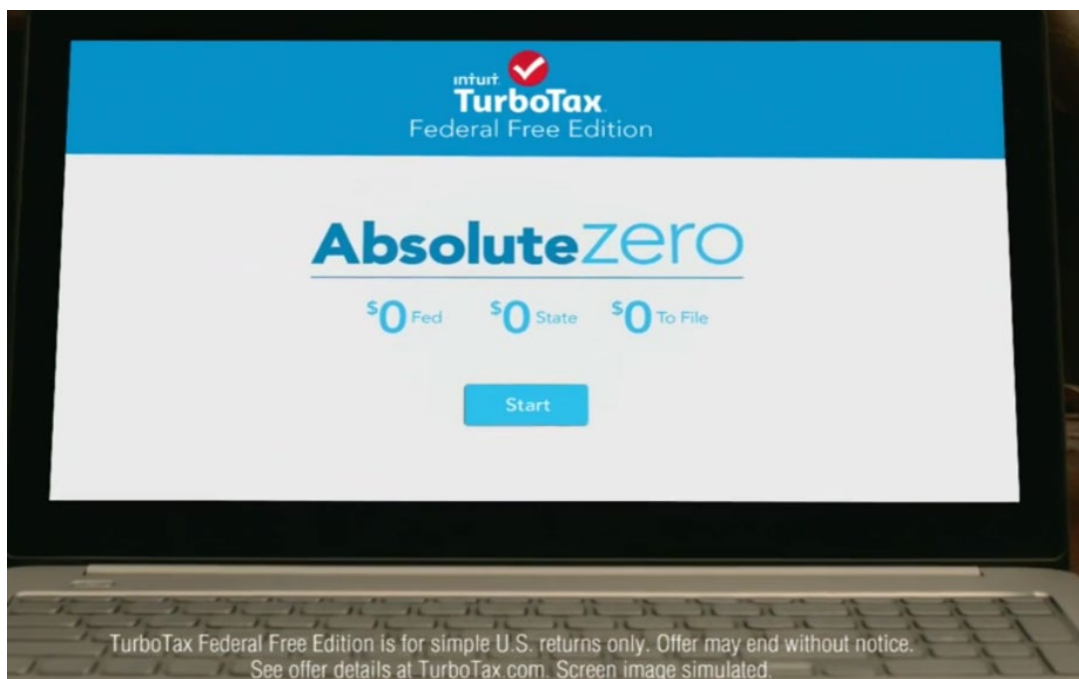 intuit
TurboTax
Federal Free Edition
Absolutezero
$0 Fed $0 State $0 To File
Start
TurboTax Federal Free Edition is for simple U.S. returns only. Offer may end without notice.
See offer details at TurboTax.com. Screen image simulated.